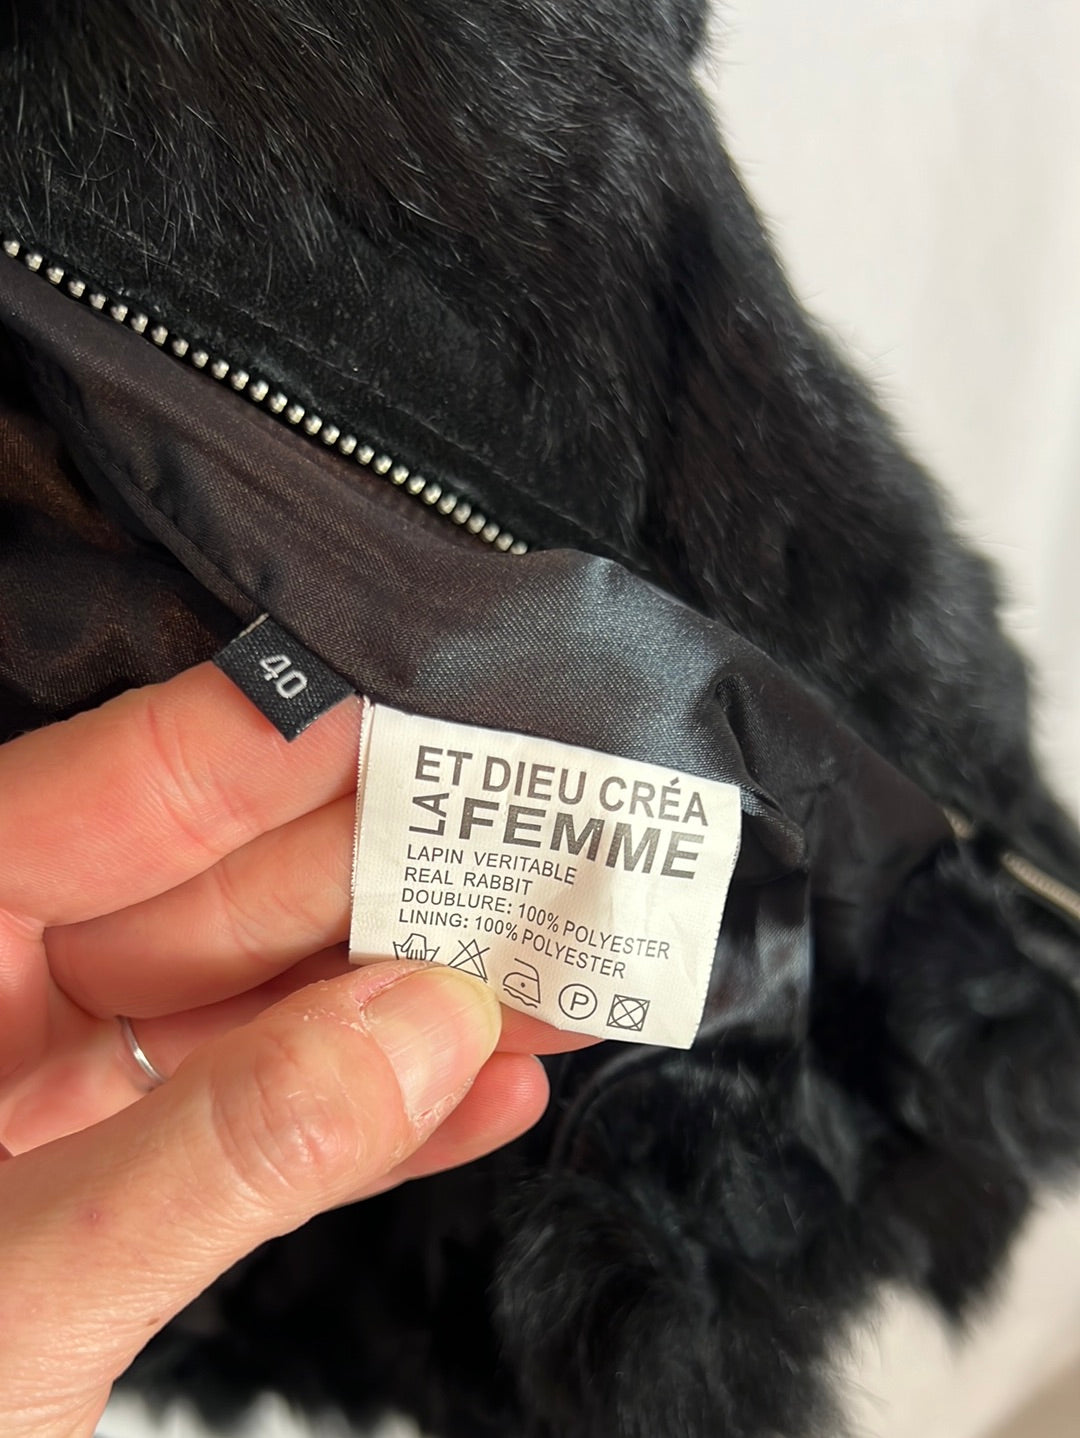 40
ET DIEU CRÉA
LA FEMME
LAPIN VERITABLE
REAL RABBIT
DOUBLURE: 100% POLYESTER
LINING: 100% POLYESTER
P